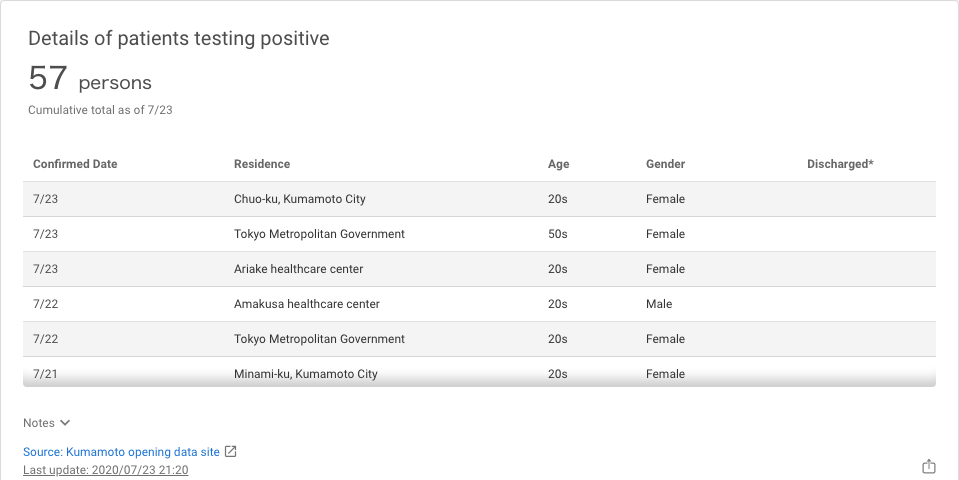 Details of patients testing positive
57 persons
Cumulative total as of 7/23
Confirmed Date Residence Age Gender Discharged*
7/23 Chuo-ku, Kumamoto City 20s Female
7/23 Tokyo Metropolitan Government 50s Female
7/23 Ariake healthcare center 20s Female
7/22 Amakusa healthcare center 20s Male
7/22 Tokyo Metropolitan Government 20s Female
7/21 Minami-ku, Kumamoto City 20s Female
Notes
Source: Kumamoto opening data site
Last update: 2020/07/23 21:20